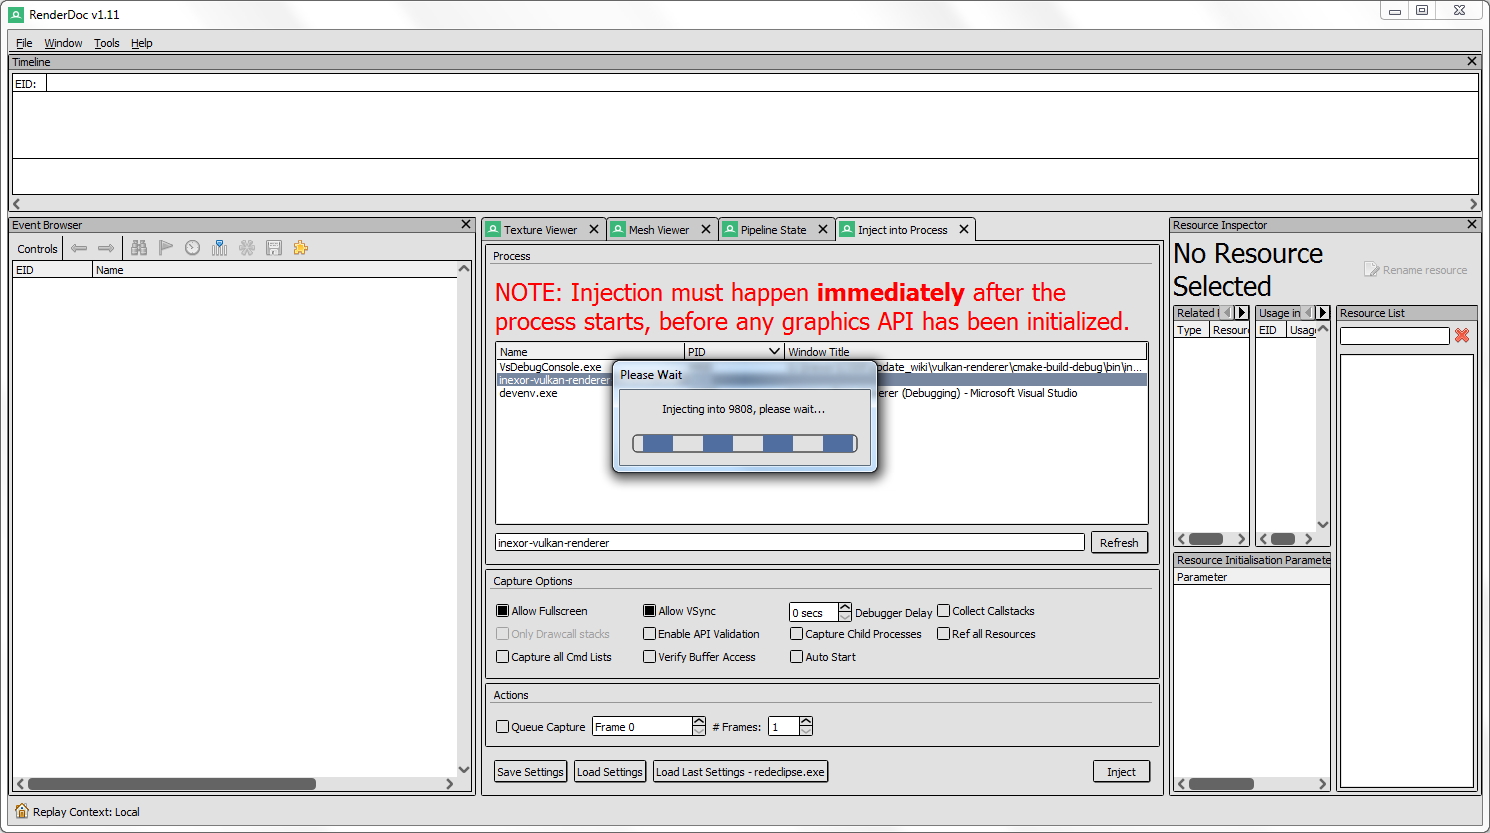 RenderDoc v1.11
File Window Tools Help
Timeline
EID:
Event Browser
Controls
EID Name
Texture Viewer Mesh Viewer Pipeline State Inject into Process
Process
NOTE: Injection must happen immediately after the
process starts, before any graphics API has been initialized.
Name PID Window Title
VsDebugConsole.exe pdate_wiki\vulkan-renderer\cmake-build-debug\bin\in...
inexor-vulkan-renderer
devenv.exe erer (Debugging) - Microsoft Visual Studio
Please Wait
Injecting into 9808, please wait...
inexor-vulkan-renderer Refresh
Capture Options
Allow Fullscreen Allow VSync 0 secs Debugger Delay Collect Callstacks
Only Drawcall stacks Enable API Validation Capture Child Processes Ref all Resources
Capture all Cmd Lists Verify Buffer Access Auto Start
Actions
Queue Capture Frame 0 # Frames: 1
Save Settings Load Settings Load Last Settings - redeclipse.exe Inject
Resource Inspector
No Resource
Selected
Rename resource
Related Usage in Resource List
Type Resour EID Usag
Resource Initialisation Paramete
Parameter
Replay Context: Local